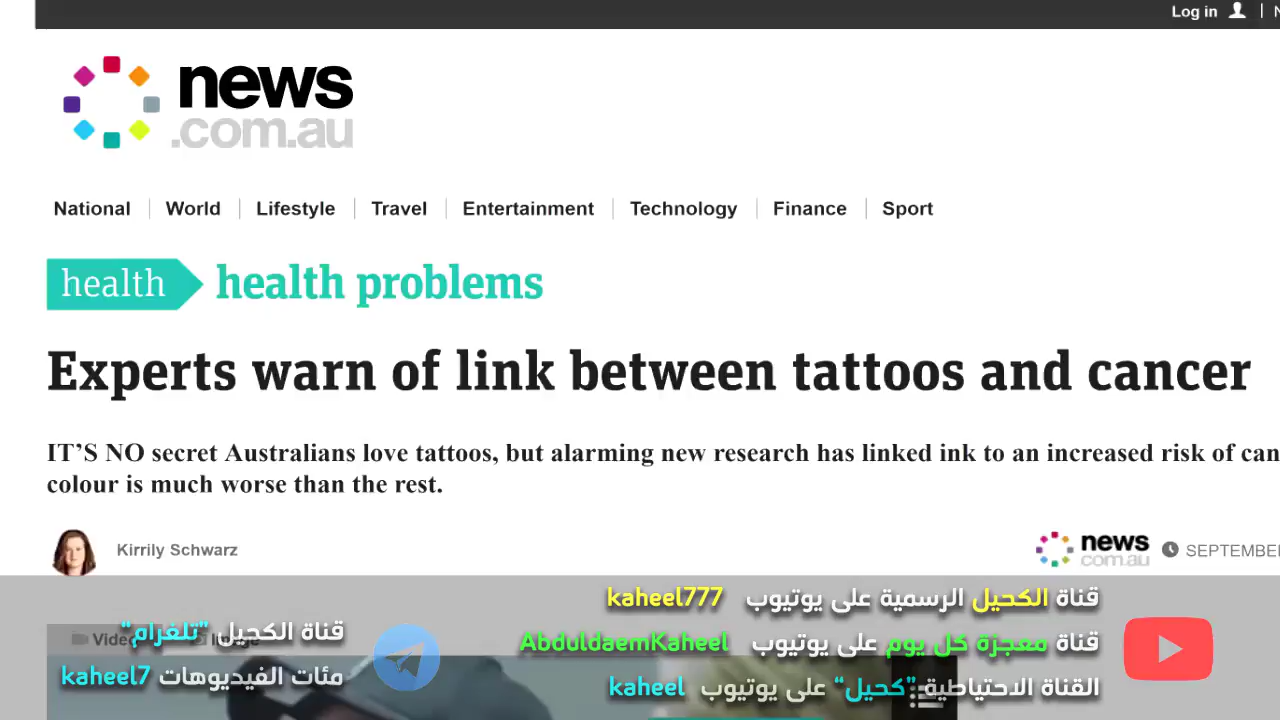 Log in
news
.com.au
National World Lifestyle Travel Entertainment Technology Finance Sport
health health problems
Experts warn of link between tattoos and cancer
IT'S NO secret Australians love tattoos, but alarming new research has linked ink to an increased risk of
colour is much worse than the rest.
Kirrily Schwarz
news
.com.au
قناة الكحيل الرسمية على يوتيوب kaheel777
قناة معجزة كل يوم على يوتيوب AbduldaemKaheel
القناة الاحتياطية "كحيل" على يوتيوب kaheel
قناة الكحيل "تلغرام"
مئات الفيديوهات kaheel7